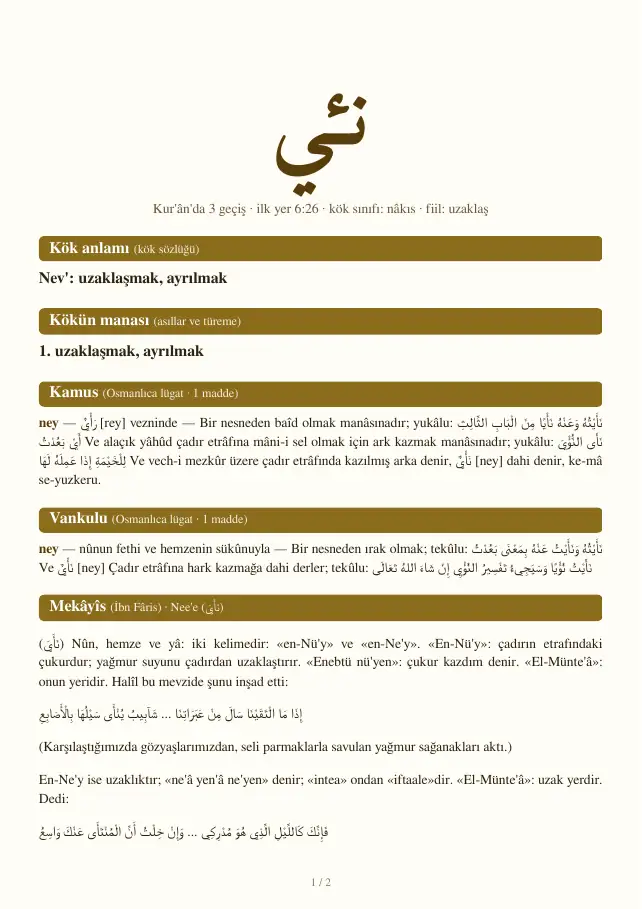 نئي
Kur'ân'da 3 geçiş · ilk yer 6:26 · kök sınıfı: nâkıs · fiil: uzaklaş
Kök anlamı (kök sözlüğü)
Nev': uzaklaşmak, ayrılmak
Kökün manası (asıllar ve türeme)
1. uzaklaşmak, ayrılmak
Kamus (Osmanlıca lügat · 1 madde)
ney — رَأْيٌ [rey] vezninde — Bir nesneden baîd olmak manâsınadır; yukâlu: نَأَيْتُهُ وَعَنْهُ نَأْيًا مِنَ الْبَابِ الثَّالِثِ
أَيْ بَعُدْتُ Ve alaçık yâhûd çadır etrâfına mâni-i sel olmak için ark kazmak manâsınadır; yukâlu: نَأَى النُّؤْيَ
لِلْخَيْمَةِ إِذَا عَمِلَهُ لَهَا Ve vech-i mezkûr üzere çadır etrâfında kazılmış arka denir, نَأْيٌ [ney] dahi denir, ke-mâ
se-yuzkeru.
Vankulu (Osmanlıca lügat · 1 madde)
ney — nûnun fethi ve hemzenin sükûnuyla — Bir nesneden ırak olmak; tekûlu: نَأَيْتُهُ وَنَأَيْتُ عَنْهُ بِمَعْنَى بَعُدْتُ
Ve نَأْيٌ [ney] Çadır etrafına hark kazmağa dahi derler; tekûlu: نَأَيْتُ نُؤْيًا وَسَيَجِيءُ تَفْسِيرُ النُّؤْيِ إِنْ شَاءَ اللهُ تَعَالَى
Mekâyîs (İbn Fâris) · Nee'e (نأي)
(نَأَيَ) Nûn, hemze ve yâ: iki kelimedir: «en-Nü'y» ve «en-Ne'y». «En-Nü'y»: çadırın etrafındaki
çukurdur; yağmur suyunu çadırdan uzaklaştırır. «Enebtü nü'yen»: çukur kazdım denir. «El-Münte'â»:
onun yeridir. Halîl bu mevzide şunu inşad etti:
إِذَا مَا الْتَقَيْنَا سَالَ مِنْ عَبَرَاتِنَا ... شَآبِيبُ يُنْأَى سَيْلُهَا بِالْأَصَابِعِ
(Karşılaştığımızda gözyaşlarımızdan, seli parmaklarla savulan yağmur sağanakları aktı.)
En-Ne'y ise uzaklıktır; «ne'â yen'â ne'yen» denir; «intea» ondan «iftaale»dir. «El-Münte'â»: uzak yerdir.
Dedi:
فَإِنَّكَ كَاللَّيْلِ الَّذِي هُوَ مُدْرِكِي ... وَإِنْ خِلْتُ أَنَّ الْمُنْتَأَى عَنْكَ وَاسِعُ
1 / 2